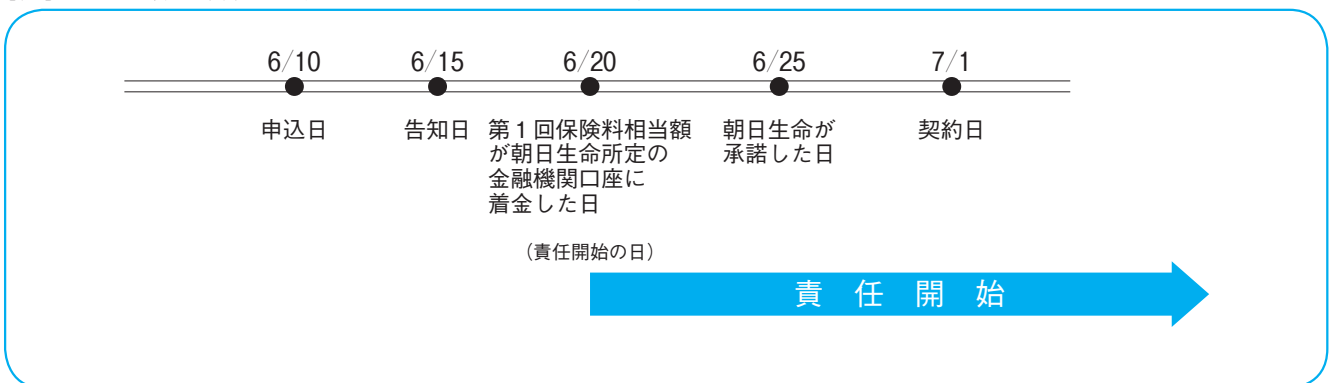 6/10 6/15 6/20 6/25 7/1
申込日 告知日 第1回保険料相当額 朝日生命が 契約日
が朝日生命所定の 承諾した日
金融機関口座に
着金した日
（責任開始の日）
責任開始